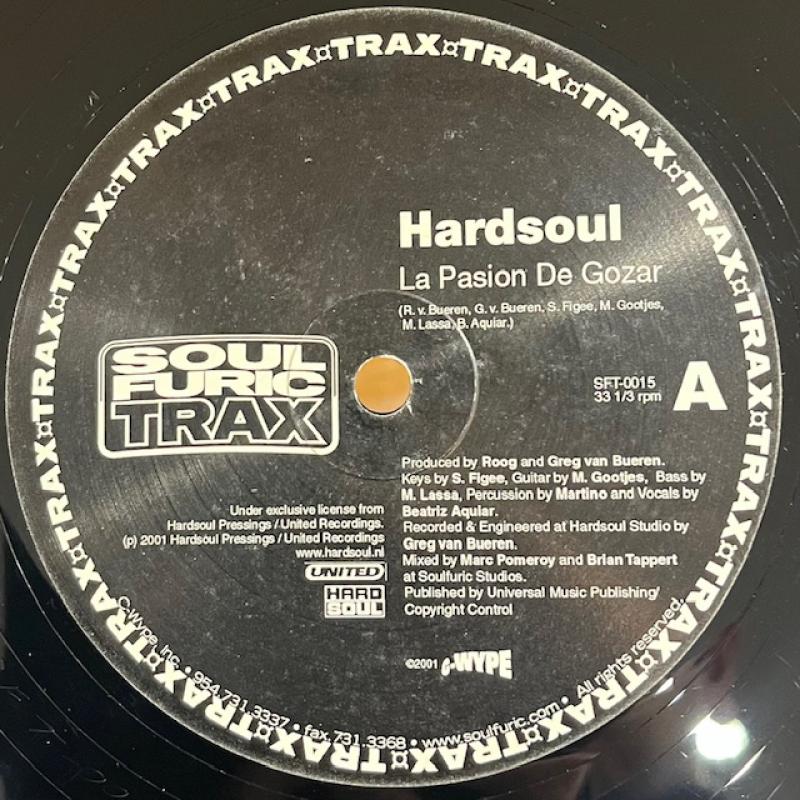 TRAX¤TRAX¤TRAX¤TRAX¤TRAX¤TRAX¤TRAX¤TRAX¤TRAX¤TRAX¤TRAX¤TRAX¤TRAX¤TRAX¤TRAX¤TRAX¤
Hardsoul
La Pasion De Gozar
(R. v. Bueren, G. v. Bueren, S. Figee, M. Gootjes,
M. Lassa, B. Aquiar.)
SOUL
FURIC
TRAX
SFT-0015
33 1/3 rpm
A
Produced by Roog and Greg van Bueren.
Keys by S. Figee, Guitar by M. Gootjes, Bass by
M. Lassa, Percussion by Martino and Vocals by
Beatriz Aquiar.
Recorded & Engineered at Hardsoul Studio by
Greg van Bueren.
Mixed by Marc Pomeroy and Brian Tappert
at Soulfuric Studios.
Published by Universal Music Publishing/
Copyright Control
Under exclusive license from
Hardsoul Pressings / United Recordings.
(p) 2001 Hardsoul Pressings / United Recordings
www.hardsoul.nl
UNITED
HARD
SOUL
©2001 c-WYPE
C-Wype Inc. • 954.731.3337 • fax.731.3368 • www.soulfuric.com • All rights reserved.